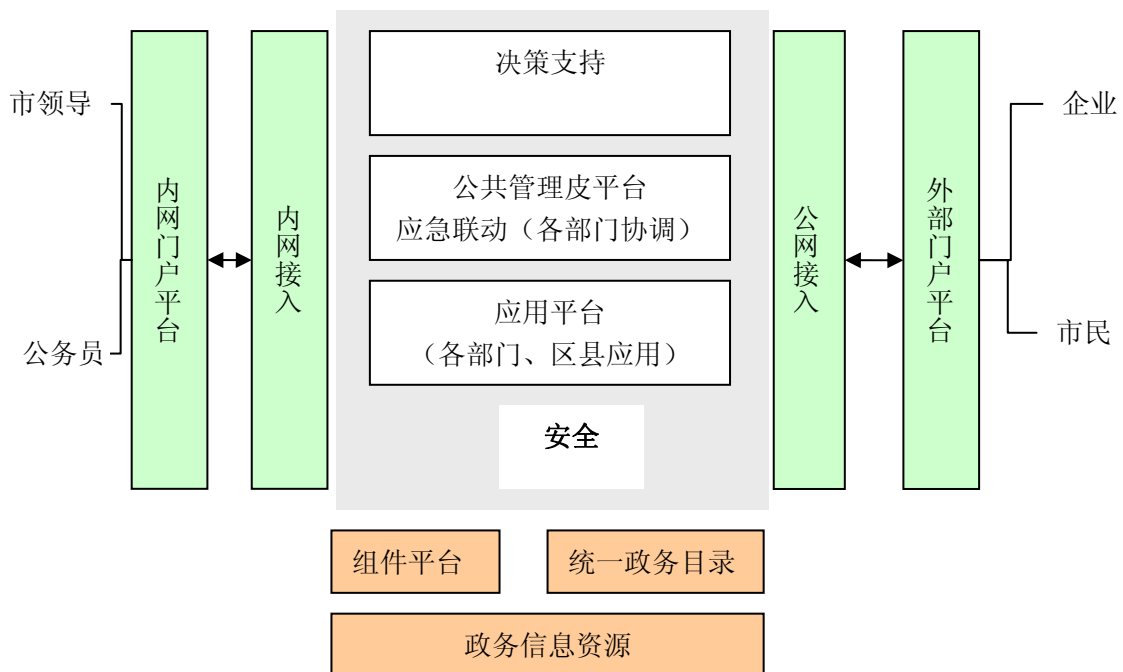 市领导
公务员
内网门户平台
内网接入
决策支持
公共管理皮平台
应急联动（各部门协调）
应用平台
（各部门、区县应用）
安全
公网接入
外部门户平台
企业
市民
组件平台
统一政务目录
政务信息资源